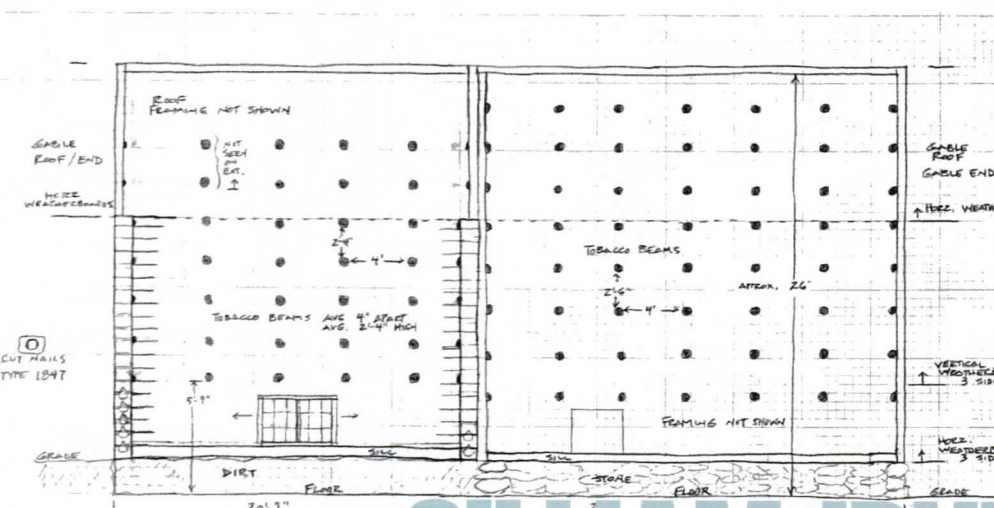 ROOF
FRAMING NOT SHOWN
GABLE
ROOF / END
NOT
SEEN
ON
EXT.
HORZ
WEATHERBOARDS
2'-4"
4'
TOBACCO BEAMS AVG 4' APART
AVG. 2'-4" HIGH
CUT NAILS
TYPE 1847
5'-9"
GRADE
SILL
DIRT
FLOOR
GABLE
ROOF
GABLE END
HORZ. WEATH
TOBACCO BEAMS
2'-6"
4'
APPROX. 26'
VERTICAL
3 SID
FRAMING NOT SHOWN
HORZ.
3 SID
SILL
STONE
FLOOR
GRADE